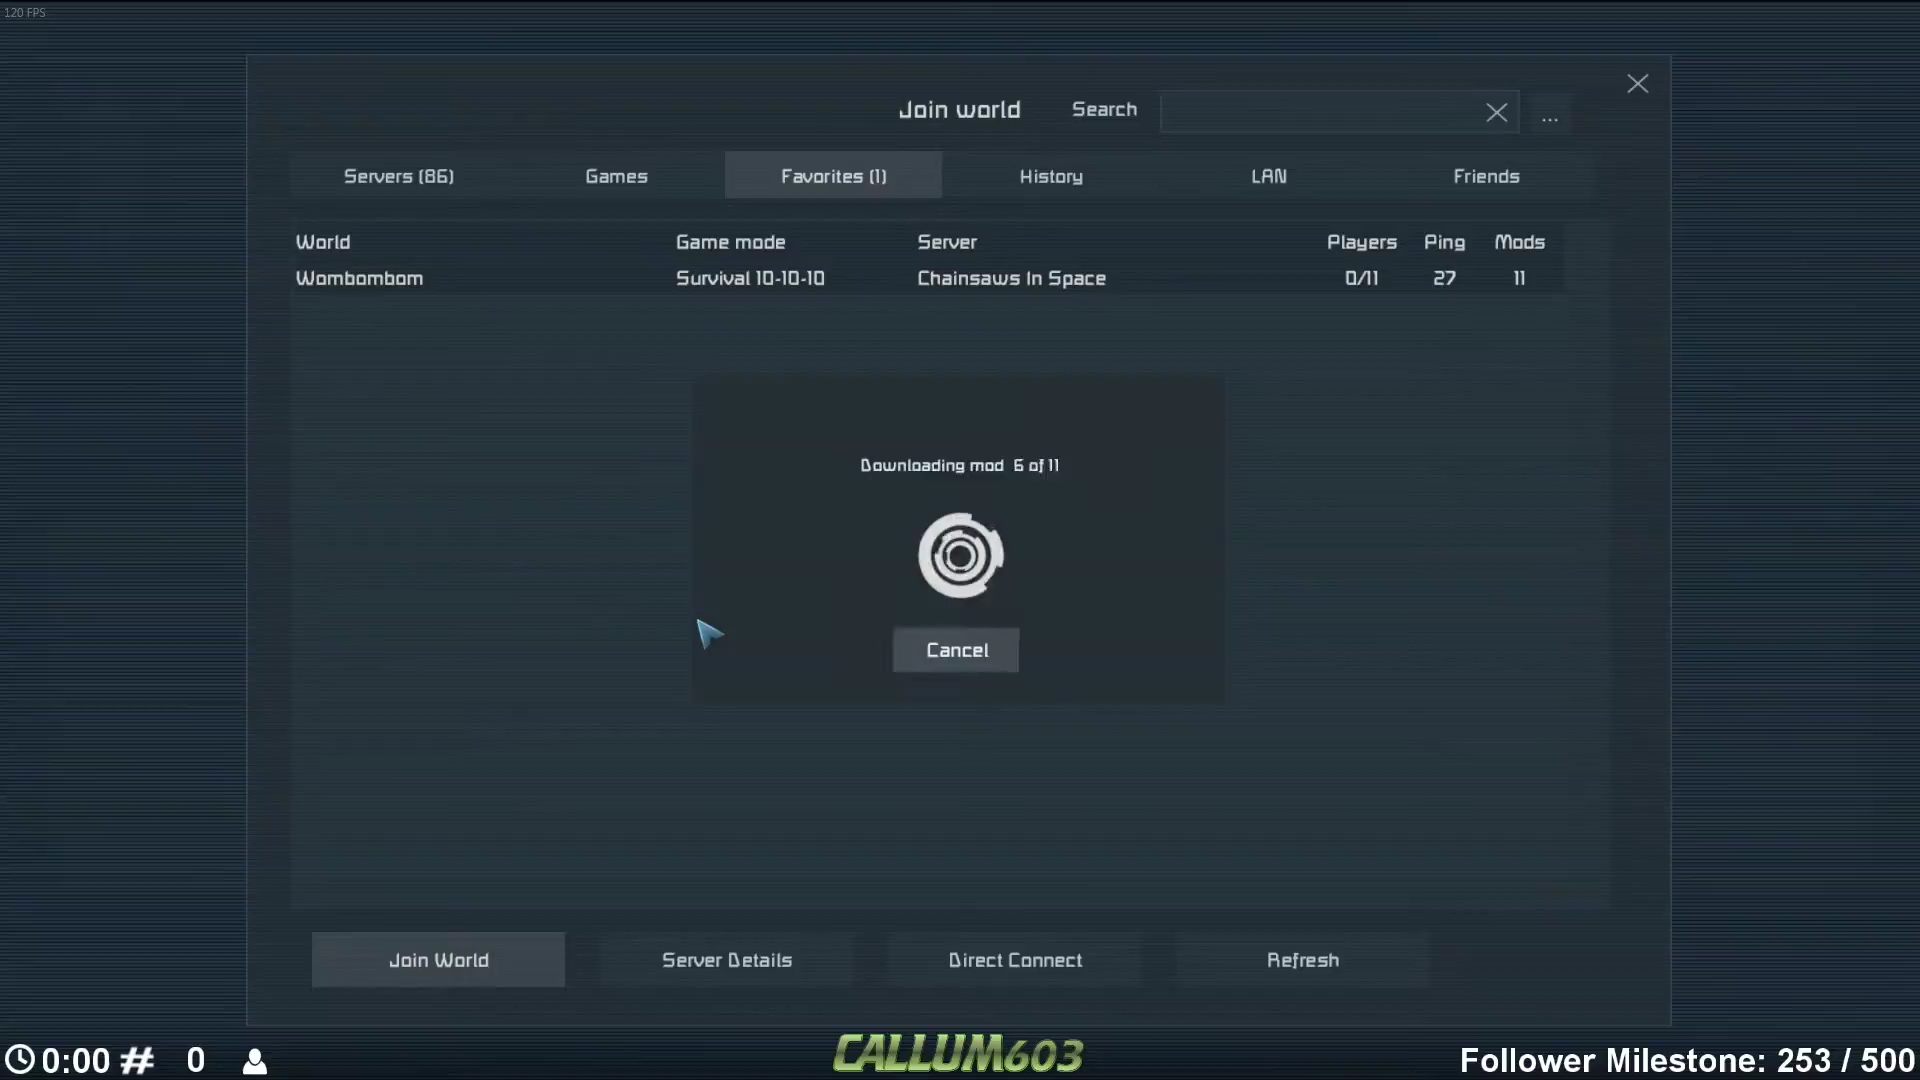 120 FPS
Join world
Search
...
Servers (86)
Games
Favorites (1)
History
LAN
Friends
World
Game mode
Server
Players
Ping
Mods
Wombombom
Survival 10-10-10
Chainsaws In Space
0/11
27
11
Downloading mod 6 of 11
Cancel
Join World
Server Details
Direct Connect
Refresh
0:00 # 0
CALLUM603
Follower Milestone: 253 / 500